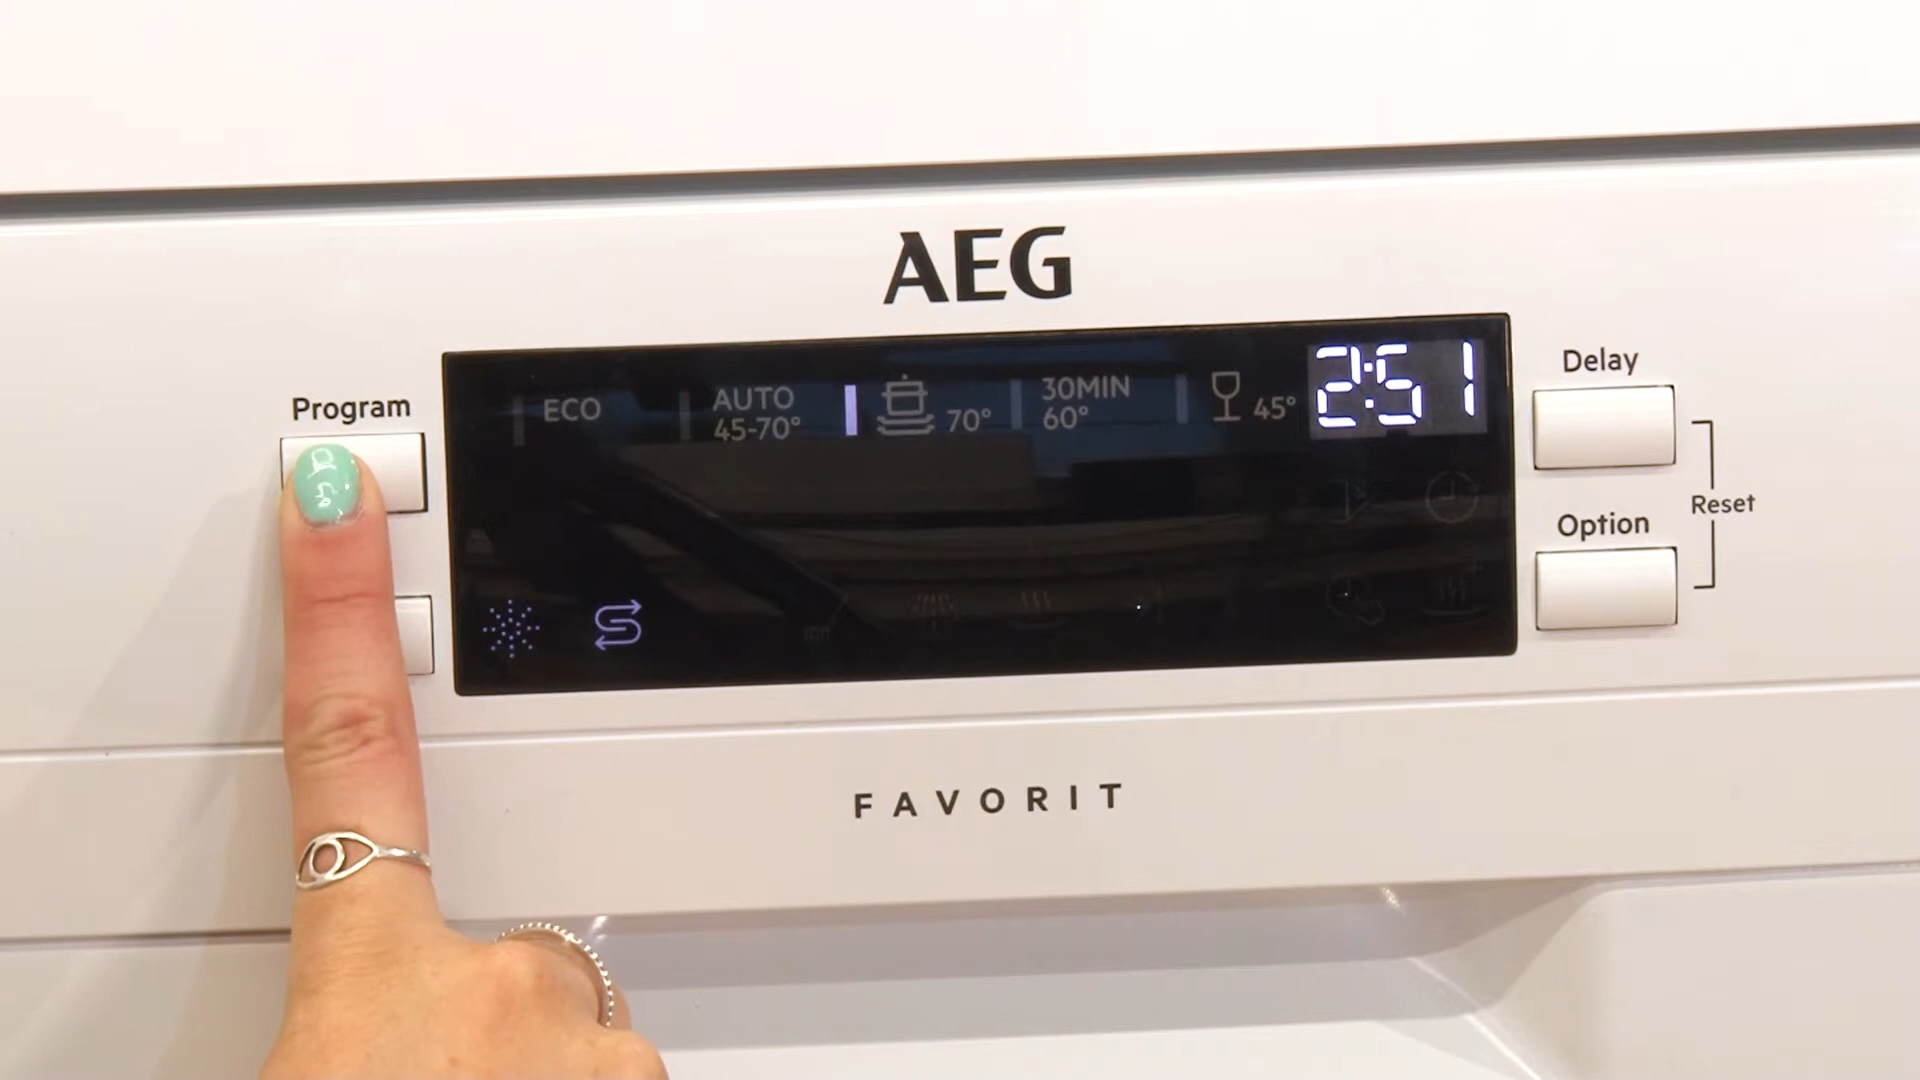 AEG
Program
ECO
AUTO
45-70°
70°
30MIN
60°
45°
2:51
Delay
Reset
Option
FAVORIT